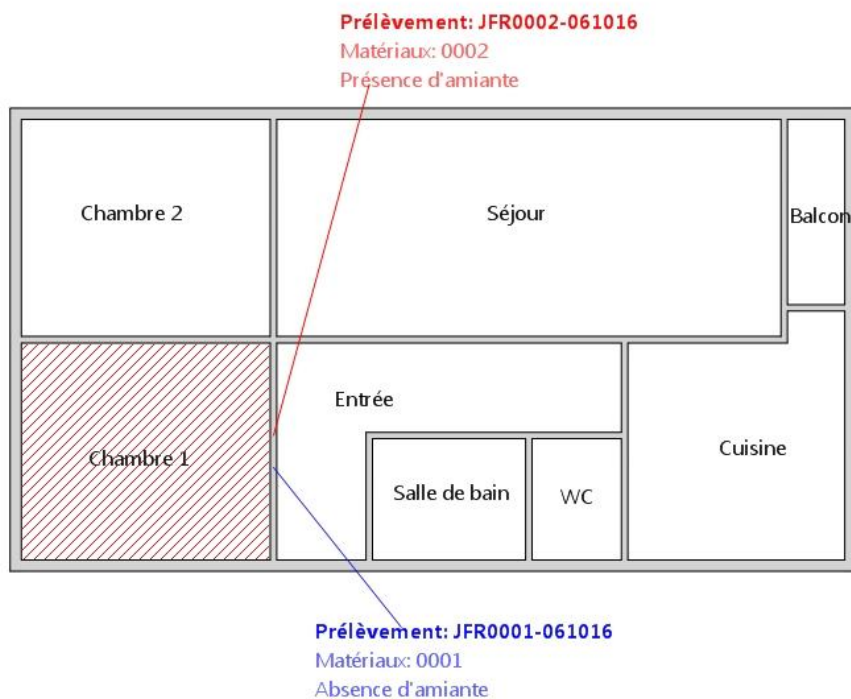 Prélèvement: JFR0002-061016
Matériaux: 0002
Présence d'amiante
Chambre 2
Séjour
Balcon
Entrée
Chambre 1
Cuisine
Salle de bain
WC
Prélèvement: JFR0001-061016
Matériaux: 0001
Absence d'amiante